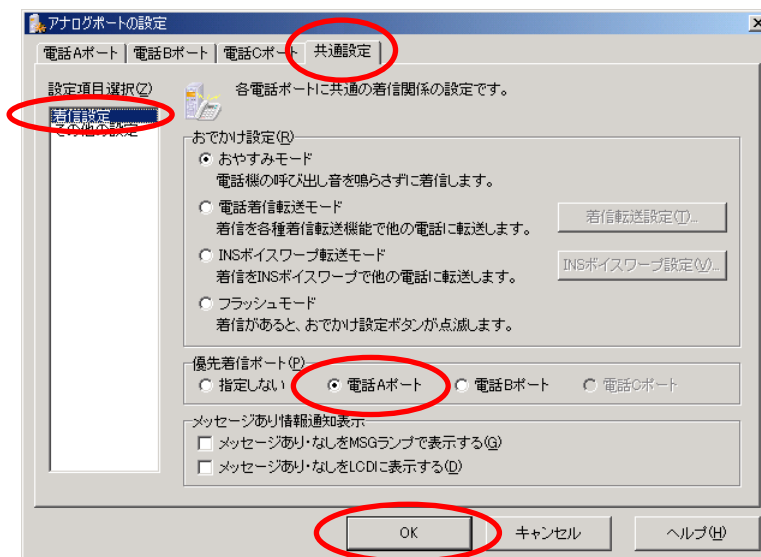 アナログポートの設定
電話Aポート 電話Bポート 電話Cポート 共通設定
設定項目選択(Z)
着信設定
その他の設定
各電話ポートに共通の着信関係の設定です。
おでかけ設定(R)
おやすみモード
電話機の呼び出し音を鳴らさずに着信します。
電話着信転送モード
着信を各種着信転送機能で他の電話に転送します。
着信転送設定(T)...
INSボイスワープ転送モード
着信をINSボイスワープで他の電話に転送します。
INSボイスワープ設定(V)...
フラッシュモード
着信があると、おでかけ設定ボタンが点滅します。
優先着信ポート(P)
指定しない 電話Aポート 電話Bポート 電話Cポート
メッセージあり情報通知表示
メッセージあり・なしをMSGランプで表示する(G)
メッセージあり・なしをLCDに表示する(D)
OK キャンセル ヘルプ(H)